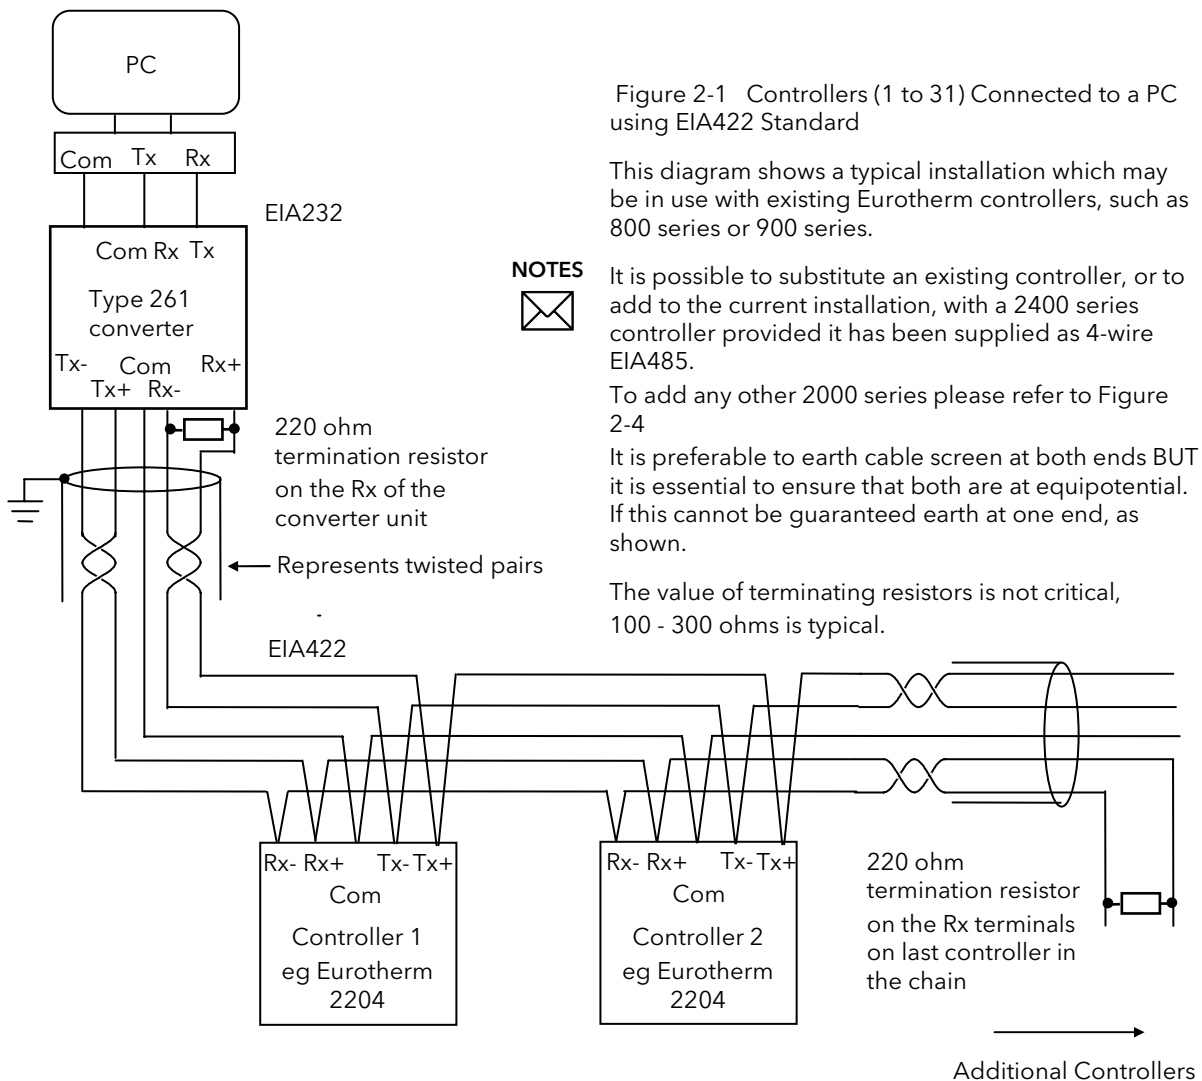 PC
Com Tx Rx
EIA232
Com Rx Tx
Type 261
converter
Tx- Com Rx+
Tx+ Rx-
220 ohm
termination resistor
on the Rx of the
converter unit
Represents twisted pairs
-
EIA422
Figure 2-1 Controllers (1 to 31) Connected to a PC
using EIA422 Standard
This diagram shows a typical installation which may
be in use with existing Eurotherm controllers, such as
800 series or 900 series.
NOTES
It is possible to substitute an existing controller, or to
add to the current installation, with a 2400 series
controller provided it has been supplied as 4-wire
EIA485.
To add any other 2000 series please refer to Figure
2-4
It is preferable to earth cable screen at both ends BUT
it is essential to ensure that both are at equipotential.
If this cannot be guaranteed earth at one end, as
shown.
The value of terminating resistors is not critical,
100 - 300 ohms is typical.
Rx- Rx+ Tx- Tx+
Com
Controller 1
eg Eurotherm
2204
Rx- Rx+ Tx- Tx+
Com
Controller 2
eg Eurotherm
2204
220 ohm
termination resistor
on the Rx terminals
on last controller in
the chain
Additional Controllers